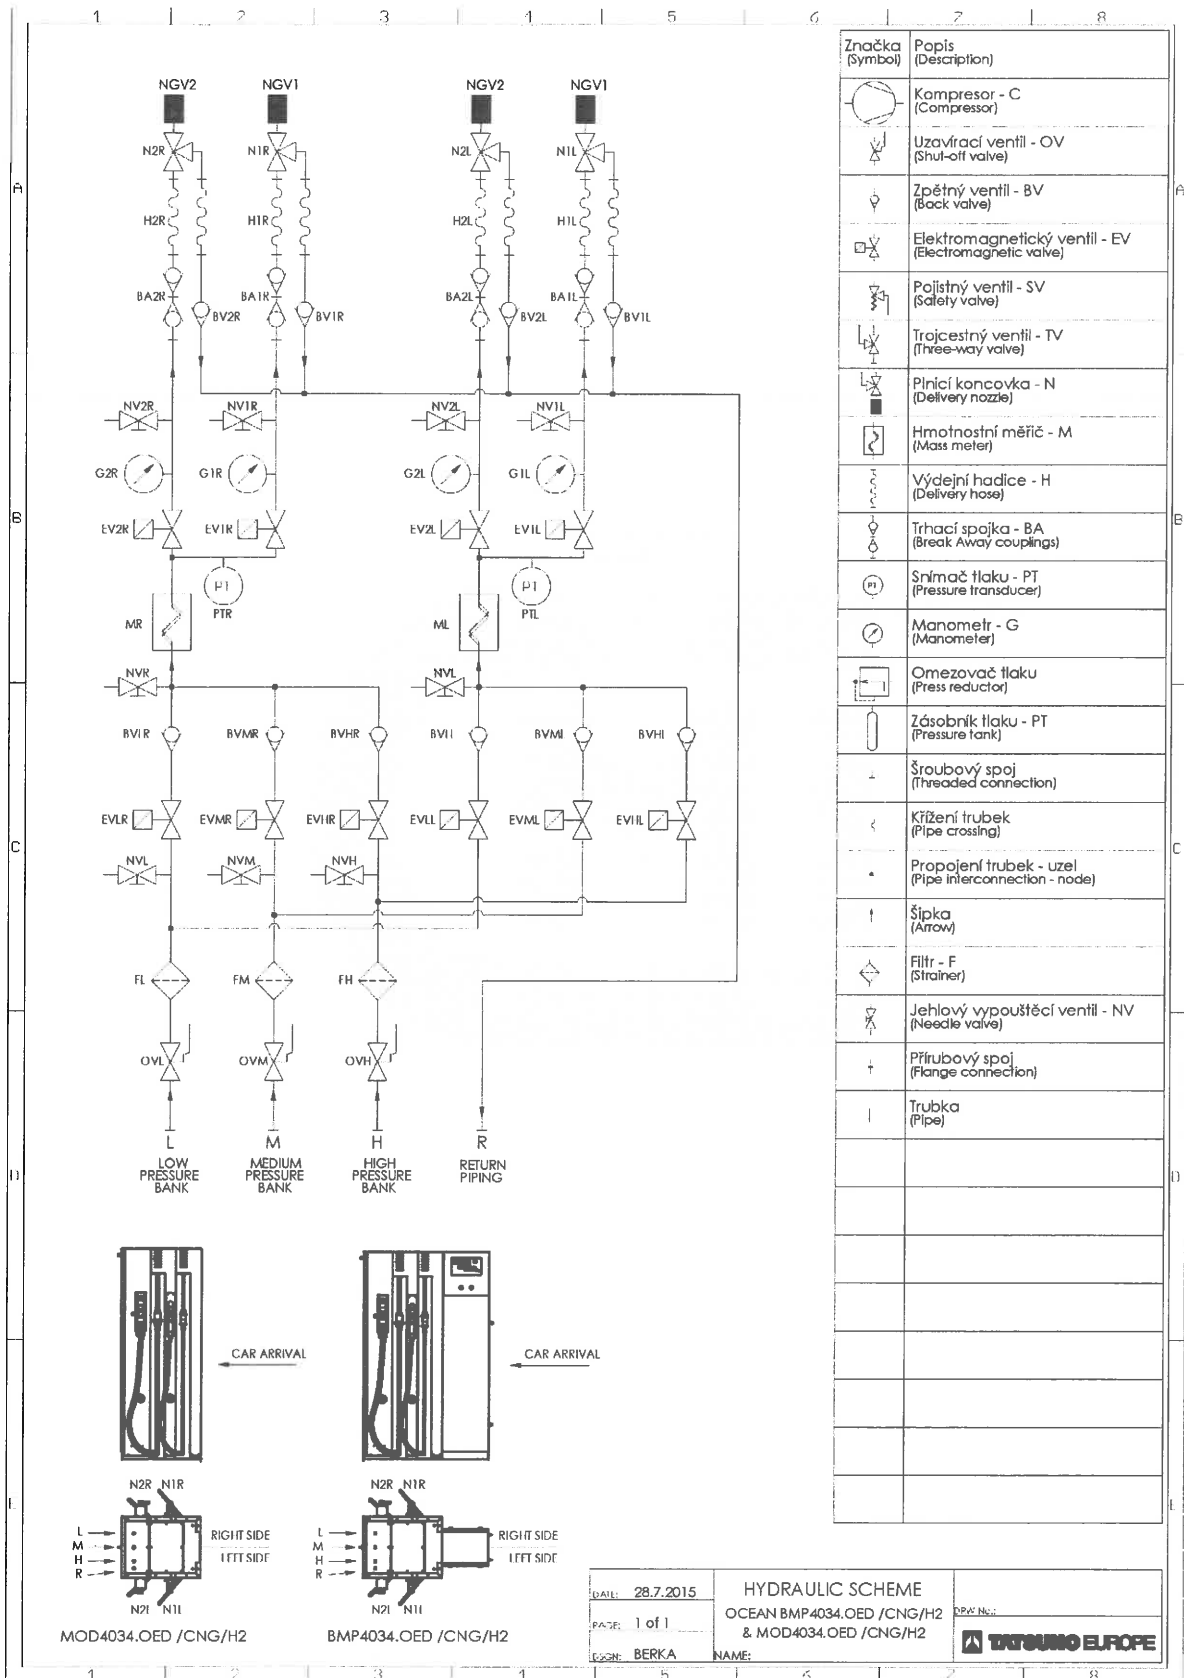 1 2 3 4 5 6 7 8
NGV2 NGV1 NGV2 NGV1
N2R N1R N2L N1L
H2R H1R H2L H1L
BA2R BA1R BA2L BA1L
BV2R BV1R BV2L BV1L
NV2R NV1R NV2L NV1L
G2R G1R G2L G1L
EV2R EV1R EV2L EV1L
PT PT
PTR PTL
MR ML
NVR NVL
BVMR BVHR
EVLR EVMR EVHR EVLL EVML EVHL
NVL NVM NVH
FL FM FH
OVL OVM OVH
L M H R
LOW
PRESSURE
BANK
MEDIUM
PRESSURE
BANK
HIGH
PRESSURE
BANK
RETURN
PIPING
CAR ARRIVAL
CAR ARRIVAL
N2R N1R
L
M
H
R
RIGHT SIDE
LEFT SIDE
N2L N1L
MOD4034.OED /CNG/H2
N2R N1R
L
M
H
R
RIGHT SIDE
LEFT SIDE
N2L
BMP4034.OED /CNG/H2
Značka
(Symbol)
Popis
(Description)
Kompresor - C
(Compressor)
Uzavírací ventil - OV
(Shut-off valve)
Zpětný ventil - BV
(Back valve)
Elektromagnetický ventil - EV
(Electromagnetic valve)
Pojistný ventil - SV
(Safety valve)
Trojcestný ventil - TV
(Three-way valve)
Plnicí koncovka - N
(Delivery nozzle)
Hmotnostní měřič - M
(Mass meter)
Výdejní hadice - H
(Delivery hose)
Trhací spojka - BA
(Break Away couplings)
PT
Snímač tlaku - PT
(Pressure transducer)
Manometr - G
(Manometer)
Omezovač tlaku
(Press reductor)
Zásobník tlaku - PT
(Pressure tank)
Šroubový spoj
(Threaded connection)
Křížení trubek
(Pipe crossing)
Propojení trubek - uzel
(Pipe interconnection - node)
Šipka
(Arrow)
Filtr - F
(Strainer)
Jehlový vypouštěcí ventil - NV
(Needle valve)
Přírubový spoj
(Flange connection)
Trubka
(Pipe)
A A
B B
C C
D D
E E
DATE: 28.7.2015
PAGE: 1 of 1
DSGN: BERKA
HYDRAULIC SCHEME
OCEAN BMP4034.OED /CNG/H2
& MOD4034.OED /CNG/H2
NAME:
DRW No.:
TATSUNO EUROPE
1 2 3 4 5 6 7 8